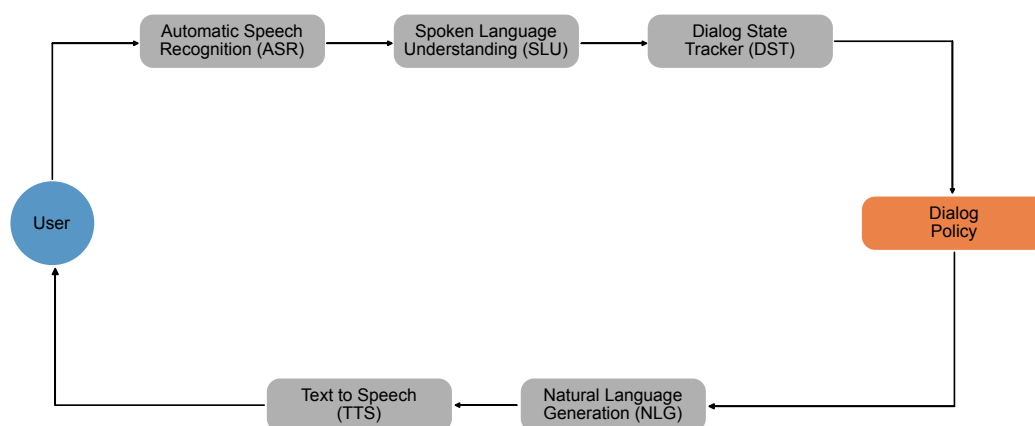 Automatic Speech
Recognition (ASR)
Spoken Language
Understanding (SLU)
Dialog State
Tracker (DST)
User
Dialog
Policy
Text to Speech
(TTS)
Natural Language
Generation (NLG)